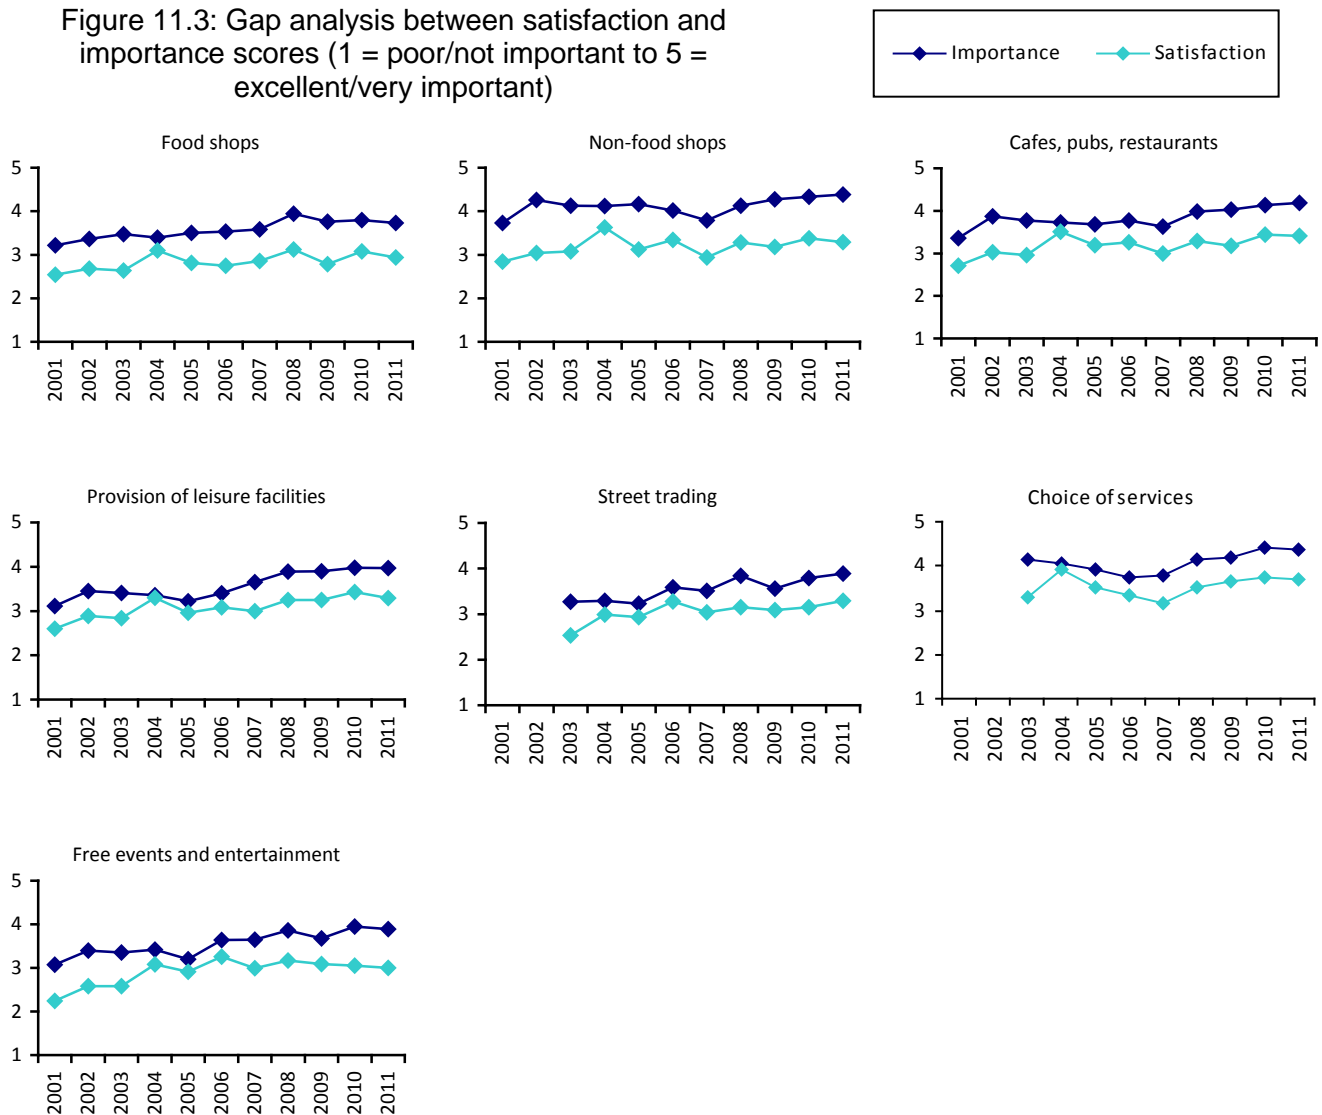 Figure 11.3: Gap analysis between satisfaction and
importance scores (1 = poor/not important to 5 =
excellent/very important)
Importance Satisfaction
Food shops
5
4
3
2
1
2001 2002 2003 2004 2005 2006 2007 2008 2009 2010 2011
Non-food shops
5
4
3
2
1
2001 2002 2003 2004 2005 2006 2007 2008 2009 2010 2011
Cafes, pubs, restaurants
5
4
3
2
1
2001 2002 2003 2004 2005 2006 2007 2008 2009 2010 2011
Provision of leisure facilities
5
4
3
2
1
2001 2002 2003 2004 2005 2006 2007 2008 2009 2010 2011
Street trading
5
4
3
2
1
2001 2002 2003 2004 2005 2006 2007 2008 2009 2010 2011
Choice of services
5
4
3
2
1
2001 2002 2003 2004 2005 2006 2007 2008 2009 2010 2011
Free events and entertainment
5
4
3
2
1
2001 2002 2003 2004 2005 2006 2007 2008 2009 2010 2011